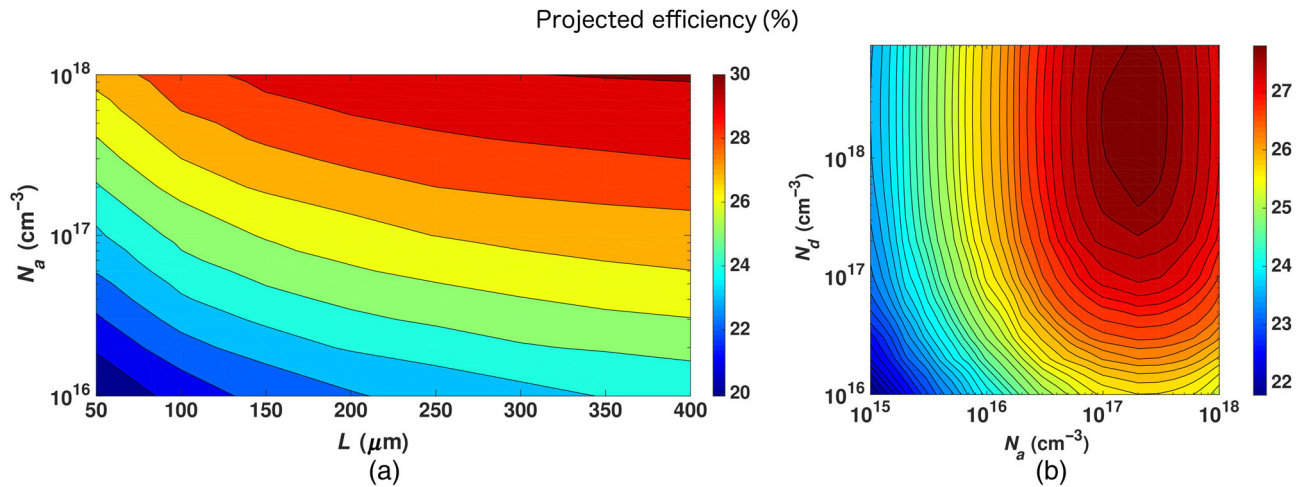 Projected efficiency (%)
10^18
10^17
10^16
N_a (cm^−3)
50 100 150 200 250 300 350 400
L (μm)
(a)
30
28
26
24
22
20
10^18
10^17
10^16
N_d (cm^−3)
10^15 10^16 10^17 10^18
N_a (cm^−3)
(b)
27
26
25
24
23
22